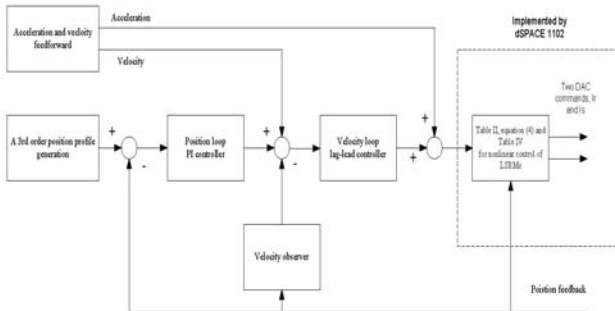 Acceleration
Implemented by
dSPACE 1102
Acceleration and vecloity
feedforward
Velocity
Two DAC
commands, Ir
and Is
+
A 3rd order position profile
generation
+
-
Position loop
PI controller
+
-
Velocity loop
lag-lead controller
+
Table II, equation (4) and
Table IV
for nonlinear control of
LSRMs
Velocity observer
Poistion feedback